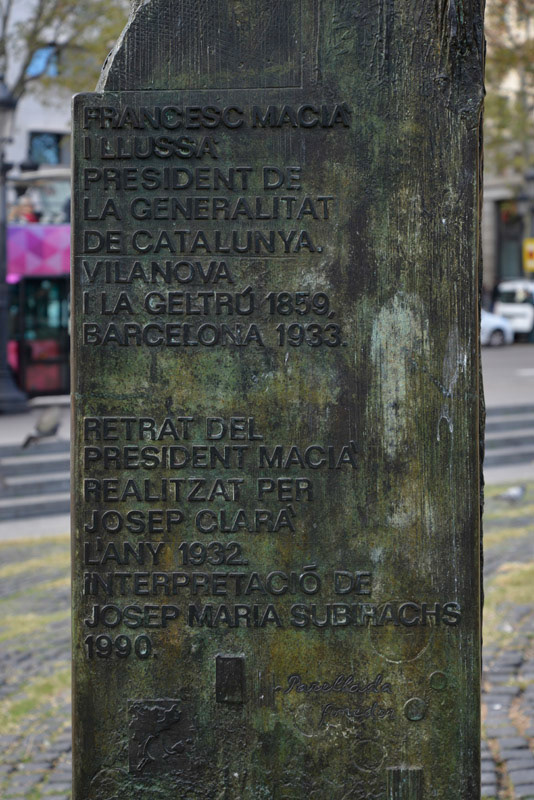 FRANCESC MACIÀ
I LLUSSÀ
PRESIDENT DE
LA GENERALITAT
DE CATALUNYA.
VILANOVA
I LA GELTRÚ 1859,
BARCELONA 1933.
RETRAT DEL
PRESIDENT MACIÀ
REALITZAT PER
JOSEP CLARÀ
L'ANY 1932.
INTERPRETACIÓ DE
JOSEP MARIA SUBIRACHS
1990.
Parellada